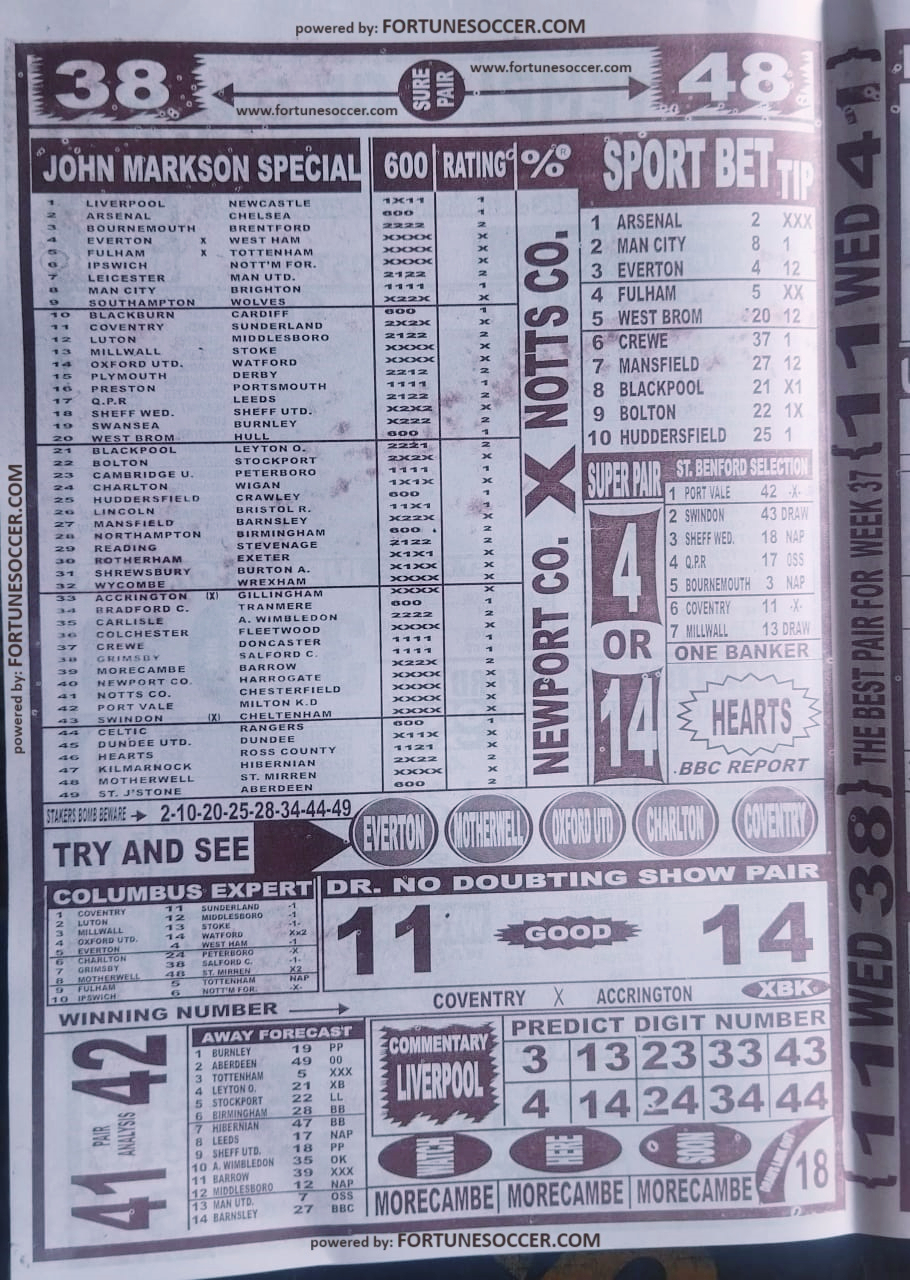 powered by: FORTUNESOCCER.COM
38 SURE PAIR 48
www.fortunesoccer.com
www.fortunesoccer.com
JOHN MARKSON SPECIAL 600 RATING %®
1 LIVERPOOL NEWCASTLE 1X11 1
2 ARSENAL CHELSEA 600 1
3 BOURNEMOUTH BRENTFORD 2222 2
4 EVERTON X WEST HAM XXXX X
5 FULHAM X TOTTENHAM XXXX X
6 IPSWICH NOTT'M FOR. XXXX X
7 LEICESTER MAN UTD. 2122 2
8 MAN CITY BRIGHTON 1111 1
9 SOUTHAMPTON WOLVES X22X X
10 BLACKBURN CARDIFF 600 1
11 COVENTRY SUNDERLAND 2X2X X
12 LUTON MIDDLESBORO 2122 2
13 MILLWALL STOKE XXXX X
14 OXFORD UTD. WATFORD XXXX X
15 PLYMOUTH DERBY 2212 2
16 PRESTON PORTSMOUTH 1111 1
17 Q.P.R LEEDS 2122 2
18 SHEFF WED. SHEFF UTD. X2X2 X
19 SWANSEA BURNLEY X222 X
20 WEST BROM HULL 600 1
21 BLACKPOOL LEYTON O. 2221 2
22 BOLTON STOCKPORT 2X2X X
23 CAMBRIDGE U. PETERBORO 1111 1
24 CHARLTON WIGAN 1X1X X
25 HUDDERSFIELD CRAWLEY 600 1
26 LINCOLN BRISTOL R. 11X1 1
27 MANSFIELD BARNSLEY X22X X
28 NORTHAMPTON BIRMINGHAM 600 2
29 READING STEVENAGE 2122 2
30 ROTHERHAM EXETER X1X1 X
31 SHREWSBURY BURTON A. X1XX X
32 WYCOMBE WREXHAM XXXX X
33 ACCRINGTON (X) GILLINGHAM XXXX X
34 BRADFORD C. TRANMERE 600 1
35 CARLISLE A. WIMBLEDON 2222 2
36 COLCHESTER FLEETWOOD XXXX X
37 CREWE DONCASTER 1111 1
38 GRIMSBY SALFORD C. 1111 1
39 MORECAMBE BARROW X22X 2
40 NEWPORT CO. HARROGATE XXXX X
41 NOTTS CO. CHESTERFIELD XXXX X
42 PORT VALE MILTON K.D XXXX X
43 SWINDON (X) CHELTENHAM XXXX X
44 CELTIC RANGERS 600 1
45 DUNDEE UTD. DUNDEE X11X X
46 HEARTS ROSS COUNTY 1121 X
47 KILMARNOCK HIBERNIAN 2X22 X
48 MOTHERWELL ST. MIRREN XXXX X
49 ST. J'STONE ABERDEEN 600 2
NEWPORT CO. X NOTTS CO.
SPORT BET TIP
1 ARSENAL 2 XXX
2 MAN CITY 8 1
3 EVERTON 4 12
4 FULHAM 5 XX
5 WEST BROM 20 12
6 CREWE 37 1
7 MANSFIELD 27 12
8 BLACKPOOL 21 X1
9 BOLTON 22 1X
10 HUDDERSFIELD 25 1
SUPER PAIR
4
OR
14
ST. BENFORD SELECTION
1 PORT VALE 42 -X-
2 SWINDON 43 DRAW
3 SHEFF WED. 18 NAP
4 Q.P.R 17 OSS
5 BOURNEMOUTH 3 NAP
6 COVENTRY 11 -X-
7 MILLWALL 13 DRAW
ONE BANKER
HEARTS
.BBC REPORT
STAKERS BOMB BEWARE 2-10-20-25-28-34-44-49
TRY AND SEE
EVERTON MOTHERWELL OXFORD UTD CHARLTON COVENTRY
COLUMBUS EXPERT
1 COVENTRY 11 SUNDERLAND -1
2 LUTON 12 MIDDLESBORO -1
3 MILLWALL 13 STOKE -1-
4 OXFORD UTD. 14 WATFORD Xx2
5 EVERTON 4 WEST HAM -1
6 CHARLTON 24 PETERBORO -X
7 GRIMSBY 38 SALFORD C. -1-
8 MOTHERWELL 48 ST. MIRREN X2
9 FULHAM 5 TOTTENHAM NAP
10 IPSWICH 6 NOTT'M FOR. -X-
DR. NO DOUBTING SHOW PAIR
11 GOOD 14
WINNING NUMBER COVENTRY X ACCRINGTON XBK
41 PAIR ANALYSIS 42
AWAY FORECAST
1 BURNLEY 19 PP
2 ABERDEEN 49 00
3 TOTTENHAM 5 XXX
4 LEYTON O. 21 XB
5 STOCKPORT 22 LL
6 BIRMINGHAM 28 BB
7 HIBERNIAN 47 BB
8 LEEDS 17 NAP
9 SHEFF UTD. 18 PP
10 A. WIMBLEDON 35 OK
11 BARROW 39 XXX
12 MIDDLESBORO 12 NAP
13 MAN UTD. 7 OSS
14 BARNSLEY 27 BBC
COMMENTARY
LIVERPOOL
PREDICT DIGIT NUMBER
3 13 23 33 43
4 14 24 34 44
WATCH HERE SOON
MORECAMBE MORECAMBE MORECAMBE
18
{11 WED 38} THE BEST PAIR FOR WEEK 37 {11 WED 41}
powered by: FORTUNESOCCER.COM
powered by: FORTUNESOCCER.COM